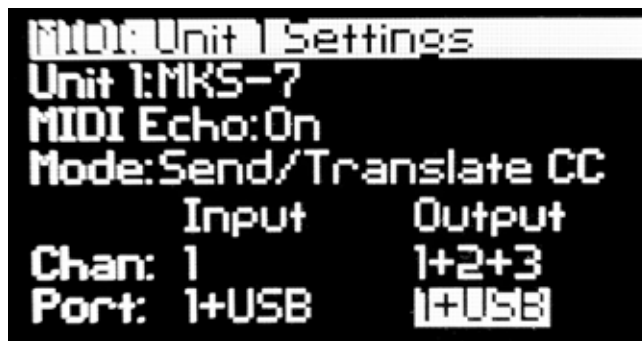 MIDI: Unit 1 Settings
Unit 1:MKS-7
MIDI Echo:On
Mode:Send/Translate CC
Input Output
Chan: 1 1+2+3
Port: 1+USB 1+USB